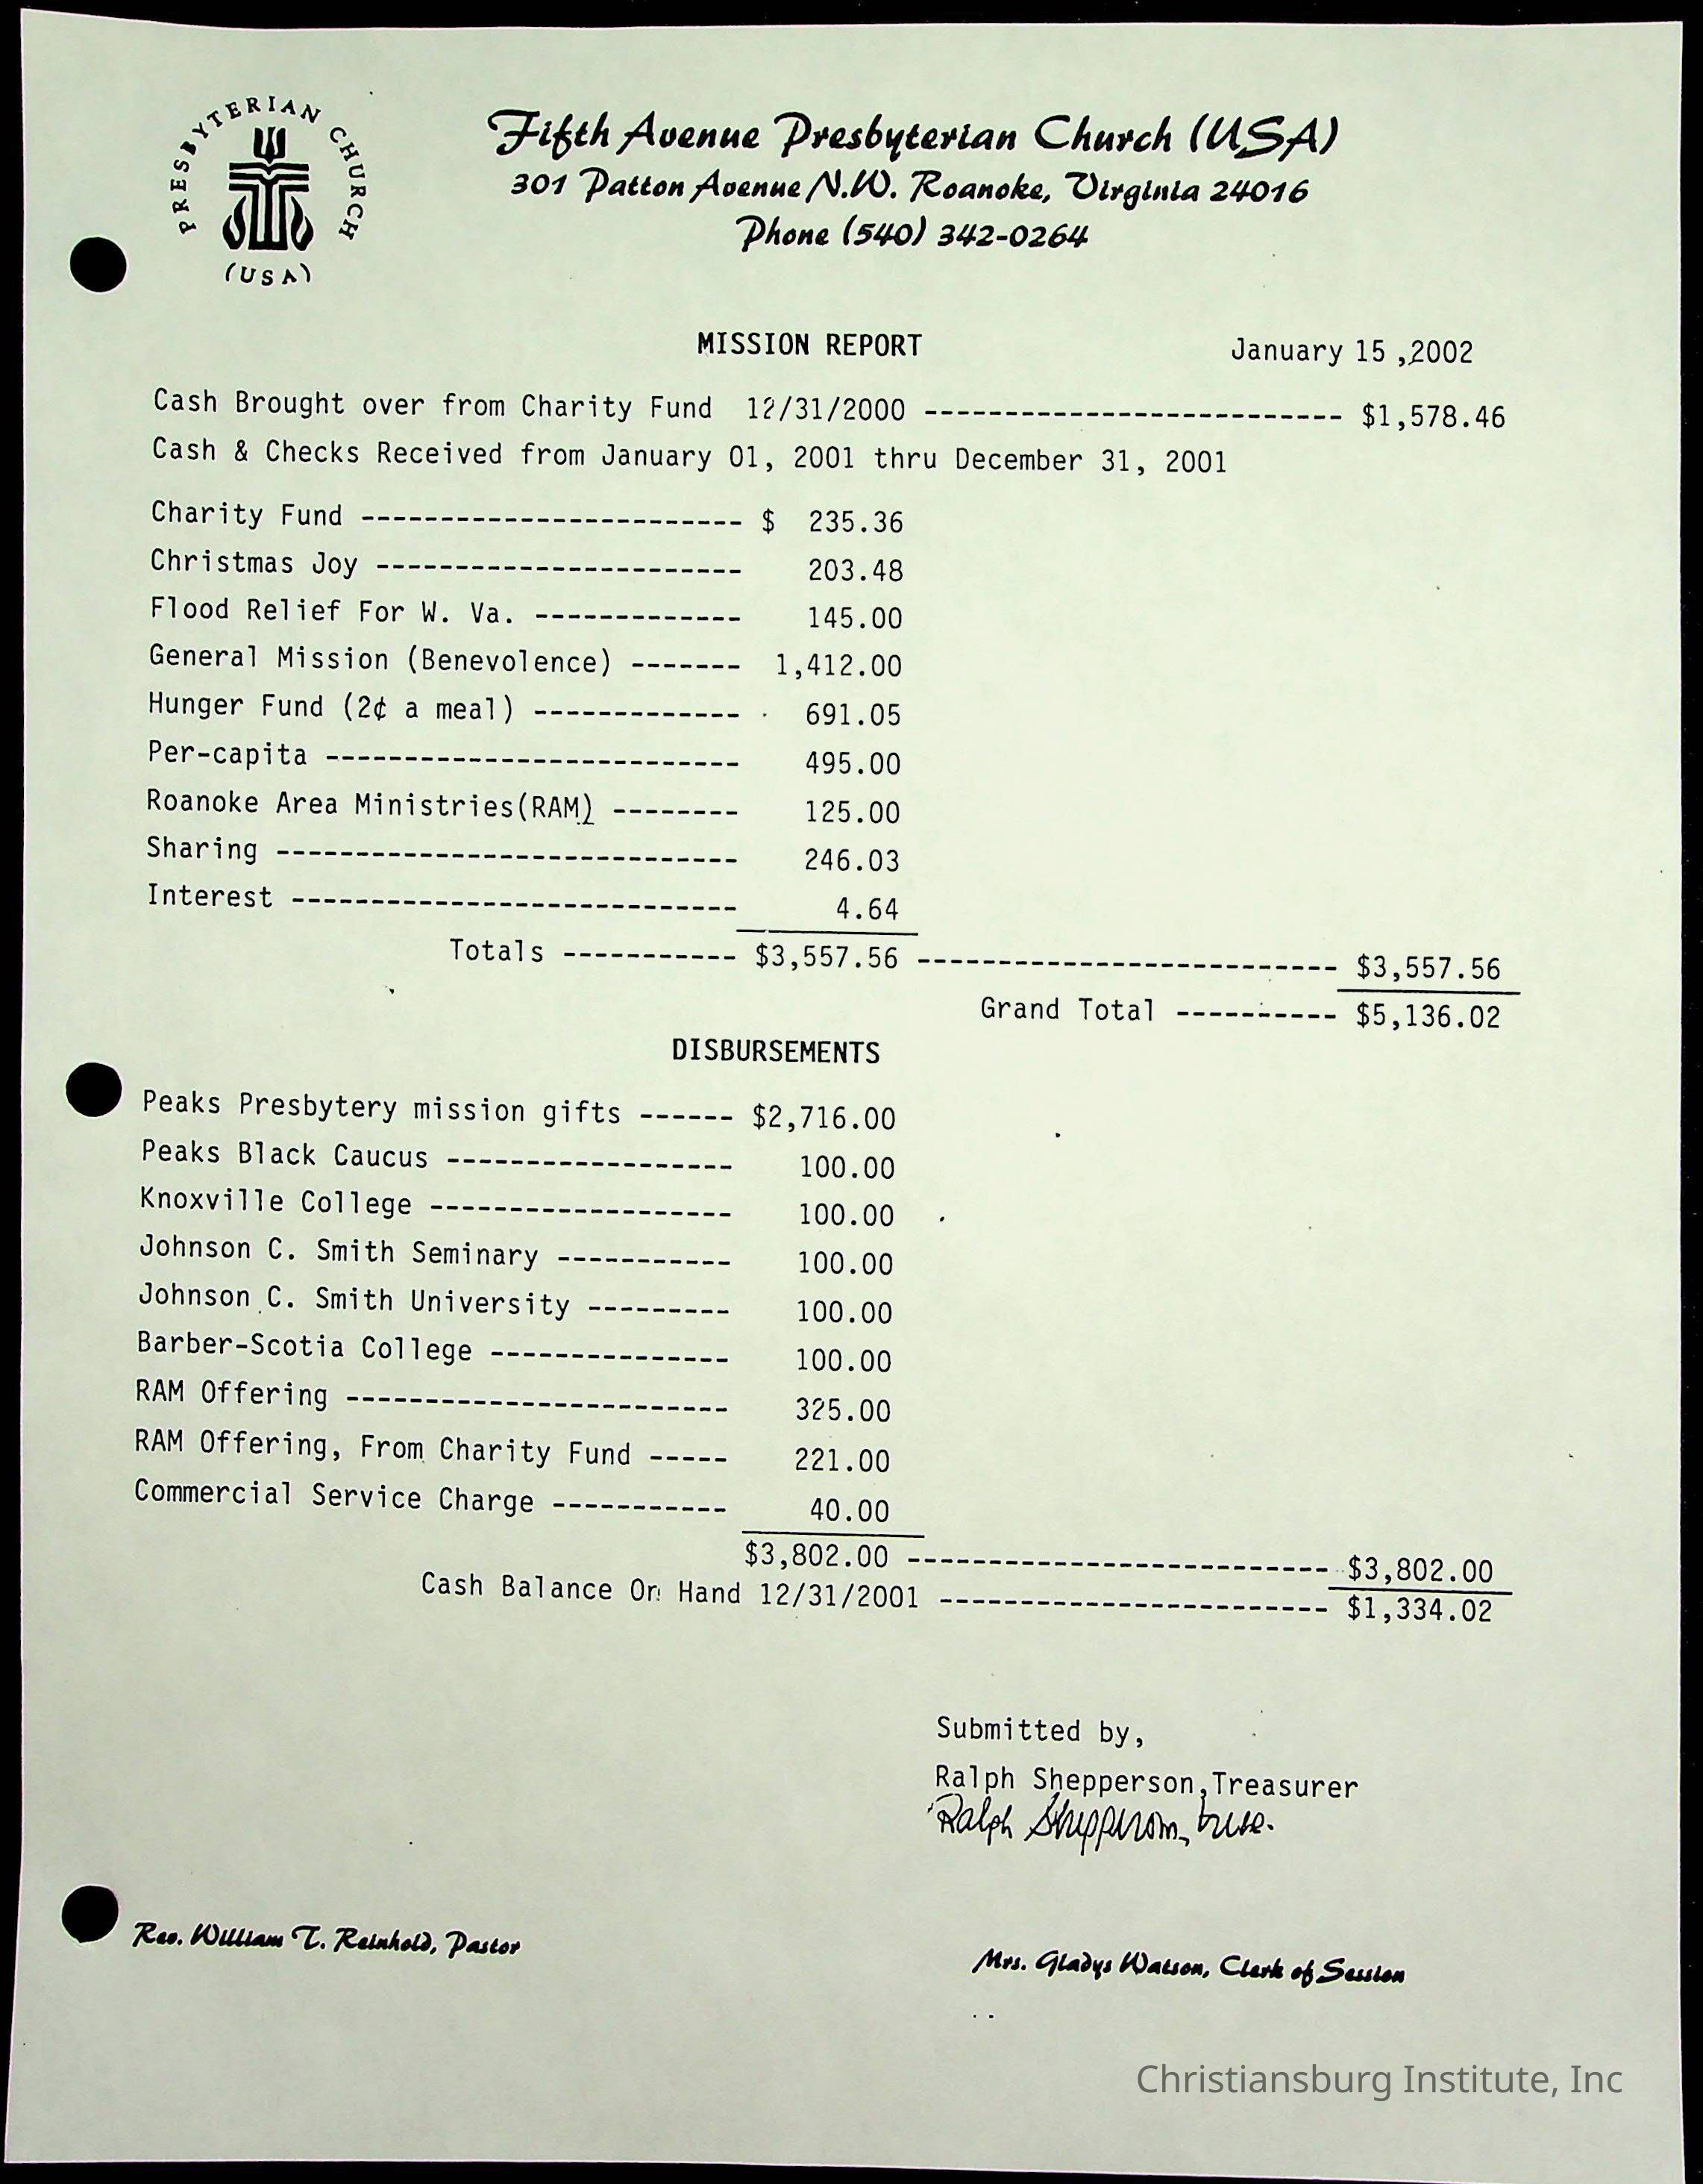 PRESBYTERIAN CHURCH
(USA)
Fifth Avenue Presbyterian Church (USA)
301 Patton Avenue N.W. Roanoke, Virginia 24016
Phone (540) 342-0264
MISSION REPORT January 15 ,2002
Cash Brought over from Charity Fund 12/31/2000 -------------------------- $1,578.46
Cash & Checks Received from January 01, 2001 thru December 31, 2001
Charity Fund ------------------------ $ 235.36
Christmas Joy ----------------------- 203.48
Flood Relief For W. Va. ------------- 145.00
General Mission (Benevolence) ------- 1,412.00
Hunger Fund (2¢ a meal) ------------- 691.05
Per-capita -------------------------- 495.00
Roanoke Area Ministries(RAM) -------- 125.00
Sharing ----------------------------- 246.03
Interest ---------------------------- 4.64
Totals ----------- $3,557.56 -------------------------- $3,557.56
Grand Total ---------- $5,136.02
DISBURSEMENTS
Peaks Presbytery mission gifts ------ $2,716.00
Peaks Black Caucus ------------------ 100.00
Knoxville College ------------------- 100.00
Johnson C. Smith Seminary ----------- 100.00
Johnson C. Smith University --------- 100.00
Barber-Scotia College --------------- 100.00
RAM Offering ------------------------ 325.00
RAM Offering, From Charity Fund ----- 221.00
Commercial Service Charge ----------- 40.00
$3,802.00 -------------------------- $3,802.00
Cash Balance On Hand 12/31/2001 ------------------------ $1,334.02
Submitted by,
Ralph Shepperson,Treasurer
Ralph Shepperson, trea.
Rev. William T. Reinhold, Pastor
Mrs. Gladys Watson, Clerk of Session
Christiansburg Institute, Inc